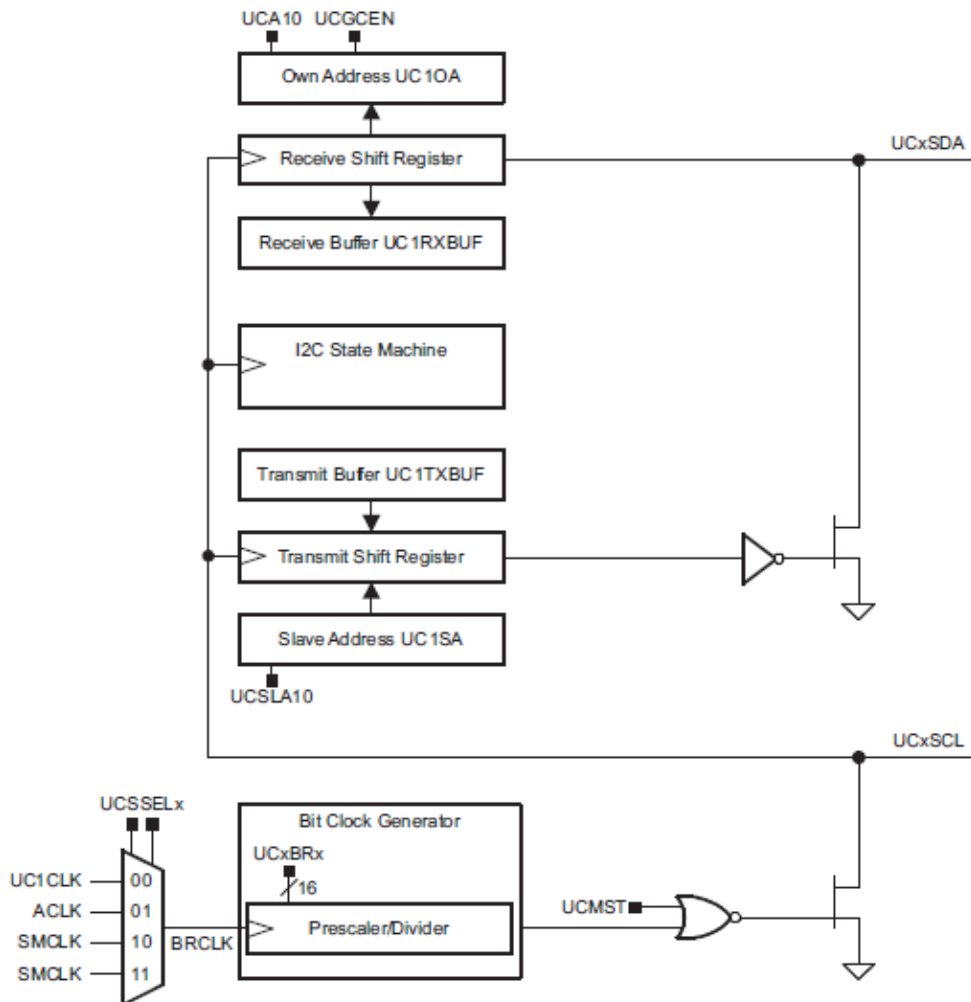 UCA10 UCGCEN
Own Address UC1OA
Receive Shift Register
UCxSDA
Receive Buffer UC1RXBUF
I2C State Machine
Transmit Buffer UC1TXBUF
Transmit Shift Register
Slave Address UC1SA
UCSLA10
UCxSCL
UCSSELx
Bit Clock Generator
UCxBRx
16
UC1CLK 00
ACLK 01
SMCLK 10
SMCLK 11
BRCLK
Prescaler/Divider
UCMST